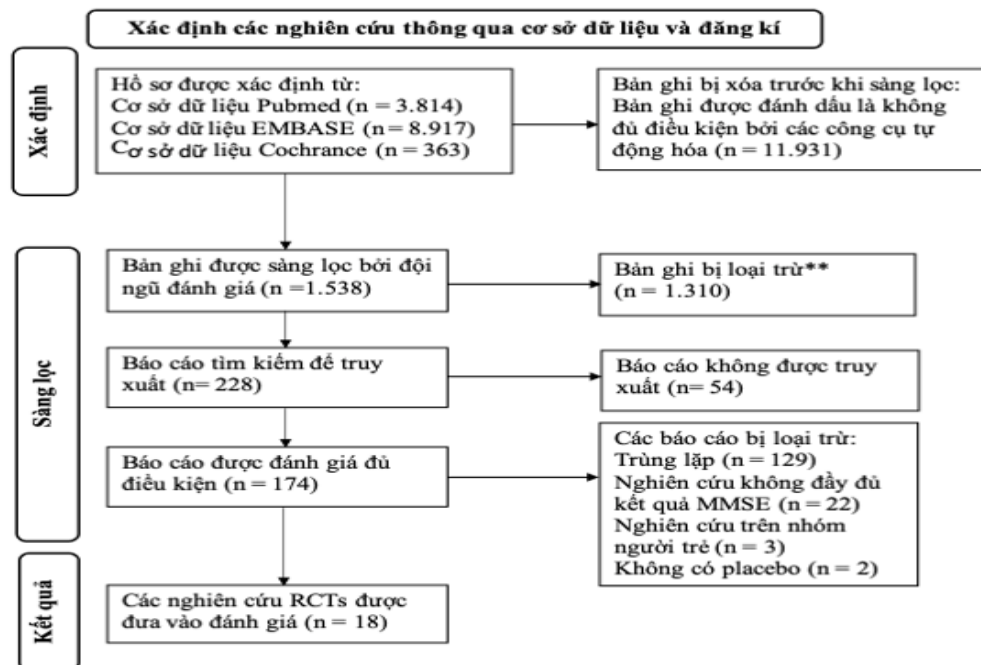 Xác định các nghiên cứu thông qua cơ sở dữ liệu và đăng kí
Xác định
Hồ sơ được xác định từ:
Cơ sở dữ liệu Pubmed (n = 3.814)
Cơ sở dữ liệu EMBASE (n = 8.917)
Cơ sở dữ liệu Cochrance (n = 363)
Bản ghi bị xóa trước khi sàng lọc:
Bản ghi được đánh dấu là không
đủ điều kiện bởi các công cụ tự
động hóa (n = 11.931)
Sàng lọc
Bản ghi được sàng lọc bởi đội
ngũ đánh giá (n =1.538)
Bản ghi bị loại trừ**
(n = 1.310)
Báo cáo tìm kiếm để truy
xuất (n= 228)
Báo cáo không được truy
xuất (n= 54)
Báo cáo được đánh giá đủ
điều kiện (n = 174)
Các báo cáo bị loại trừ:
Trùng lặp (n = 129)
Nghiên cứu không đầy đủ
kết quả MMSE (n = 22)
Nghiên cứu trên nhóm
người trẻ (n = 3)
Không có placebo (n = 2)
Kết quả
Các nghiên cứu RCTs được
đưa vào đánh giá (n = 18)